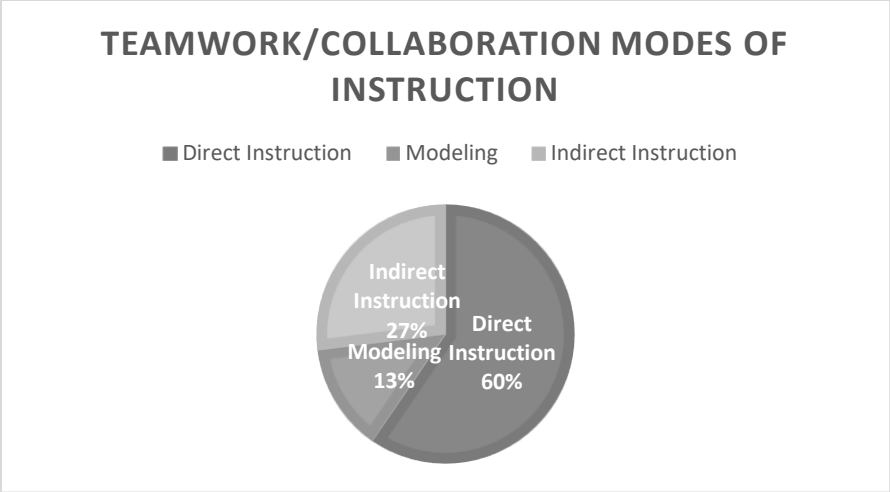 TEAMWORK/COLLABORATION MODES OF
INSTRUCTION
Direct Instruction Modeling Indirect Instruction
Indirect
Instruction
27%
Modeling
13%
Direct
Instruction
60%